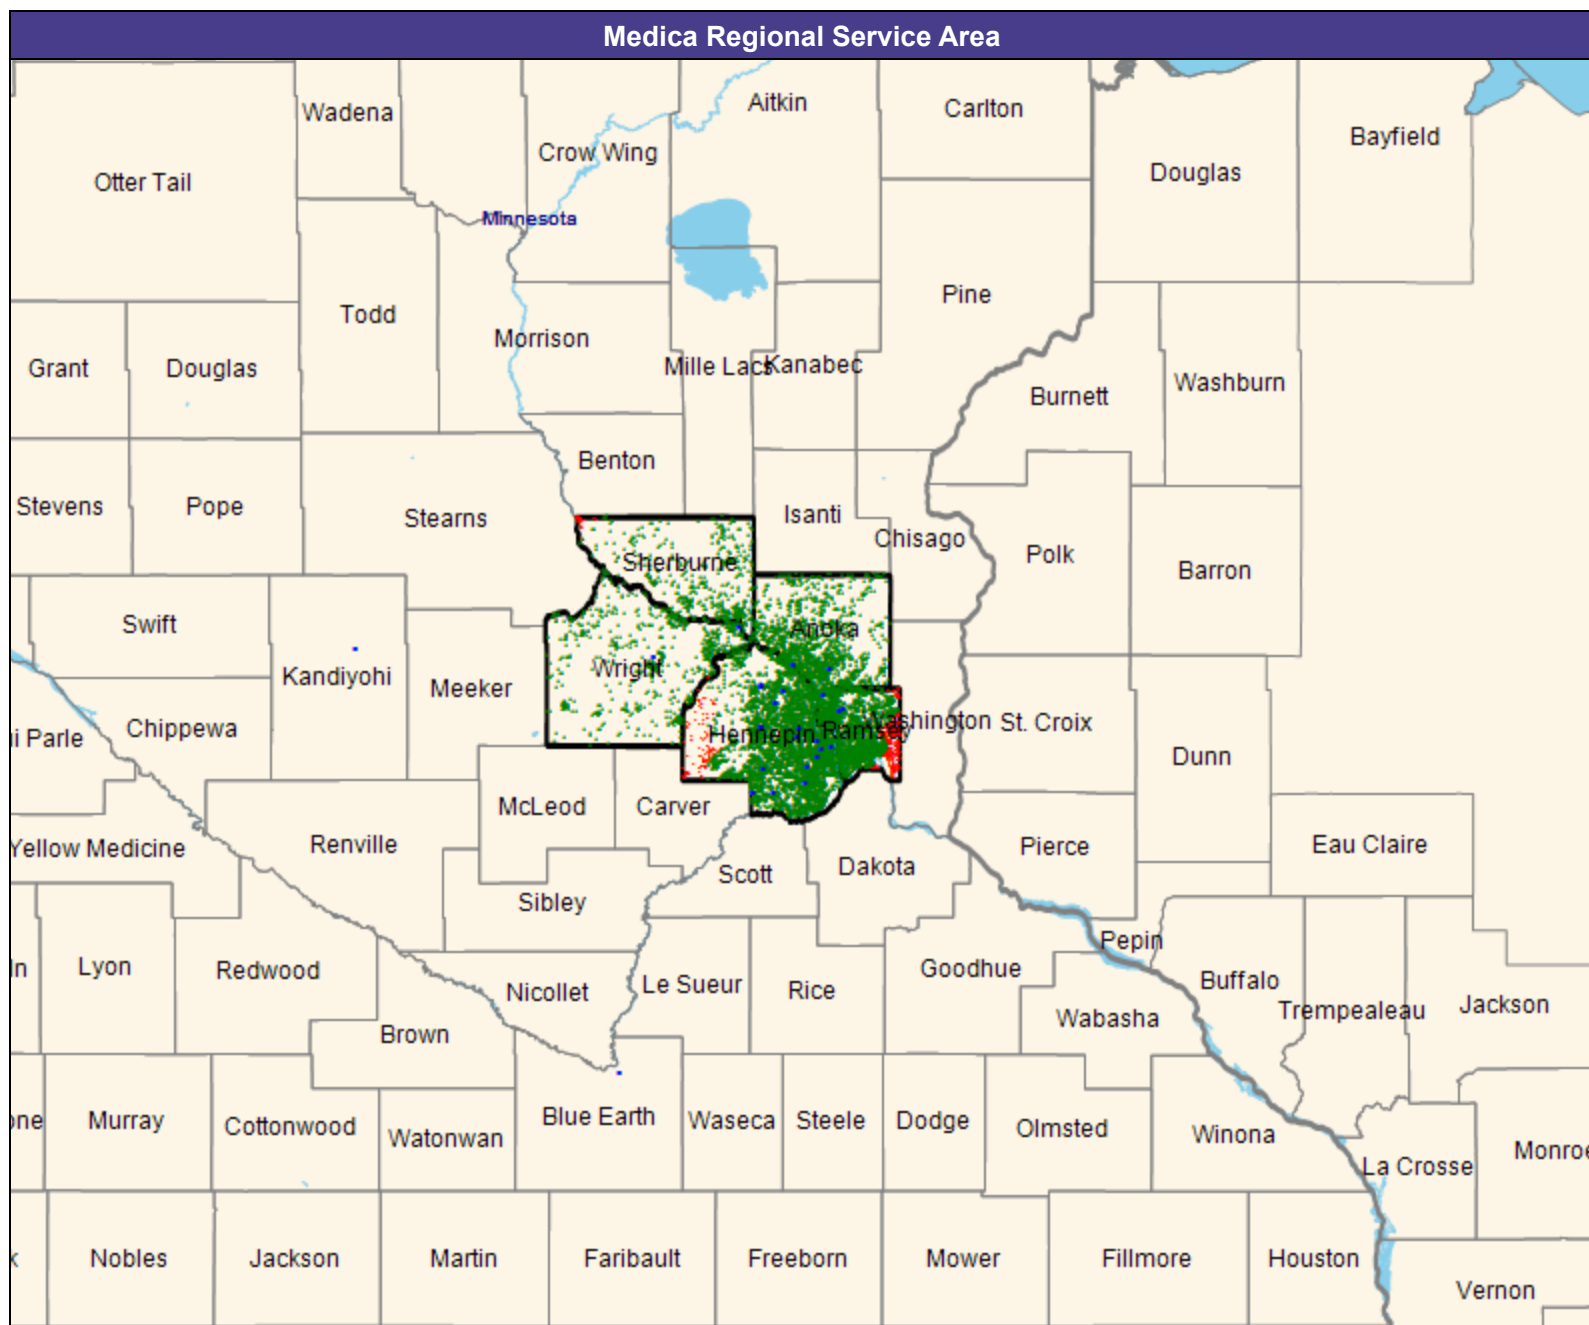 Medica Regional Service Area
Wadena
Aitkin
Carlton
Bayfield
Crow Wing
Otter Tail
Douglas
Minnesota
Pine
Todd
Morrison
Grant
Douglas
Mille Lacs
Kanabec
Washburn
Burnett
Benton
Stevens
Pope
Stearns
Isanti
Chisago
Polk
Barron
Sherburne
Swift
Anoka
Kandiyohi
Wright
Meeker
Chippewa
Hennepin
Ramsey
Washington
St. Croix
i Parle
Dunn
McLeod
Carver
Renville
Yellow Medicine
Pierce
Eau Claire
Scott
Dakota
Sibley
Pepin
Lyon
Redwood
Nicollet
Le Sueur
Rice
Goodhue
Buffalo
Trempealeau
Jackson
Wabasha
ln
Brown
one
Murray
Cottonwood
Watonwan
Blue Earth
Waseca
Steele
Dodge
Olmsted
Winona
La Crosse
Monroe
k
Nobles
Jackson
Martin
Faribault
Freeborn
Mower
Fillmore
Houston
Vernon